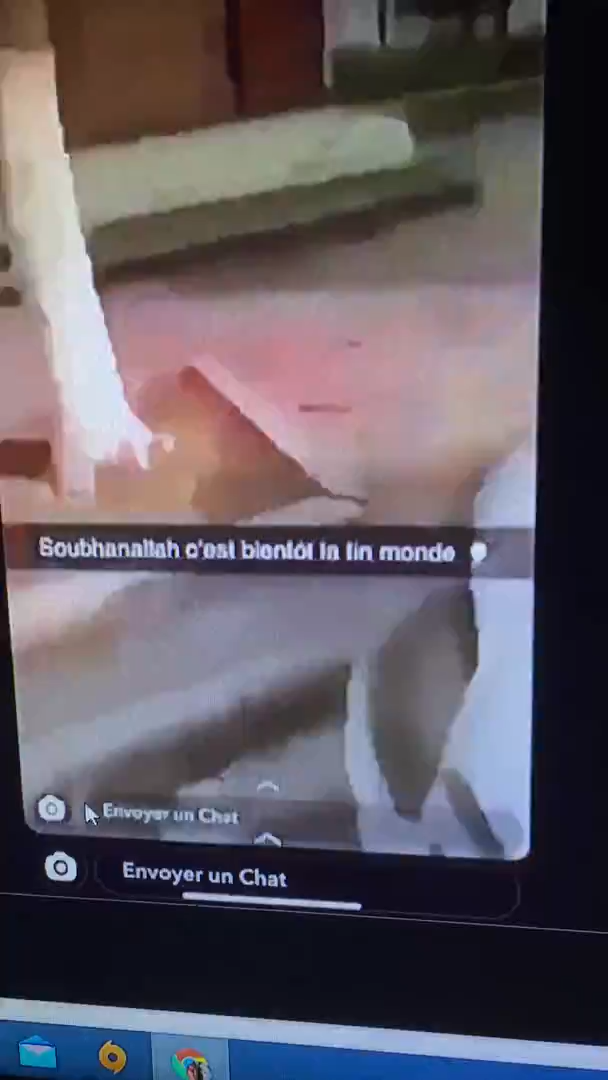 Soubhanallah c'est bientôt la fin monde
Envoyer un Chat
Envoyer un Chat